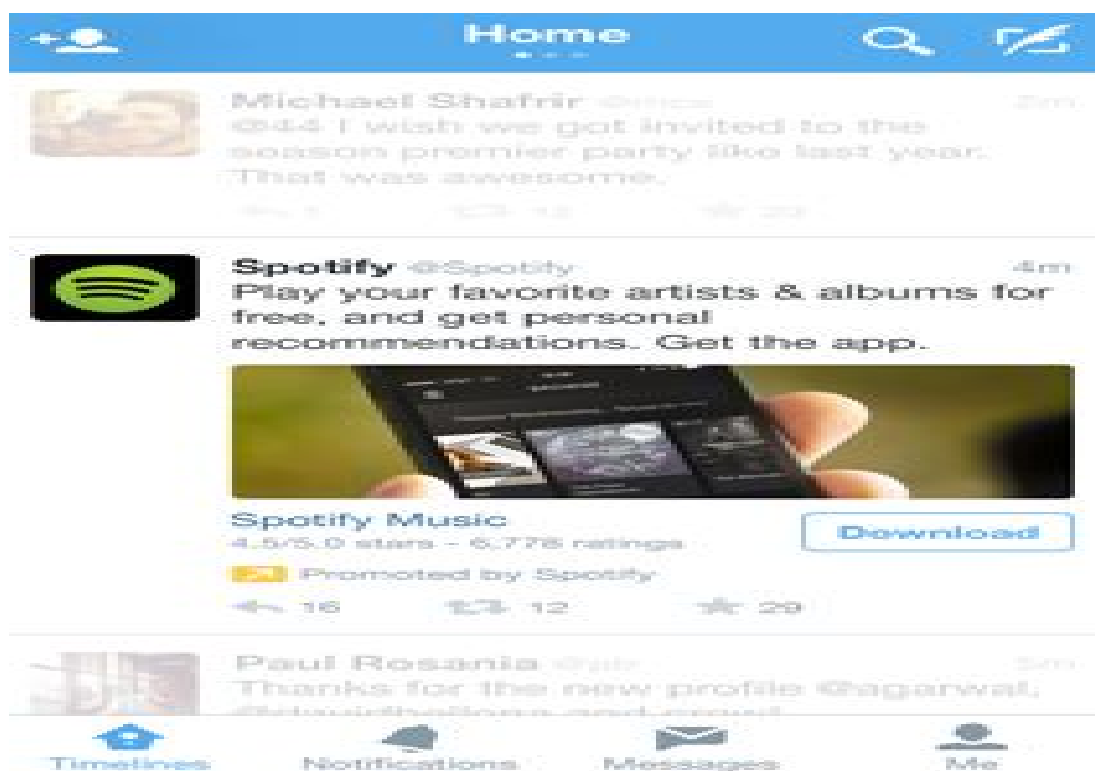 Home
Michael Shafrir
@44 I wish we got invited to the
season premier party like last year.
That was awesome.
12
Spotify @Spotify 4m
Play your favorite artists & albums for
free, and get personal
recommendations. Get the app.
Spotify Music
Download
4.5/5.0 stars - 6,778 ratings
Promoted by Spotify
16 12 29
Paul Rosania 5m
Thanks for the new profile @agarwal,
and
Timelines Notifications Messages Me